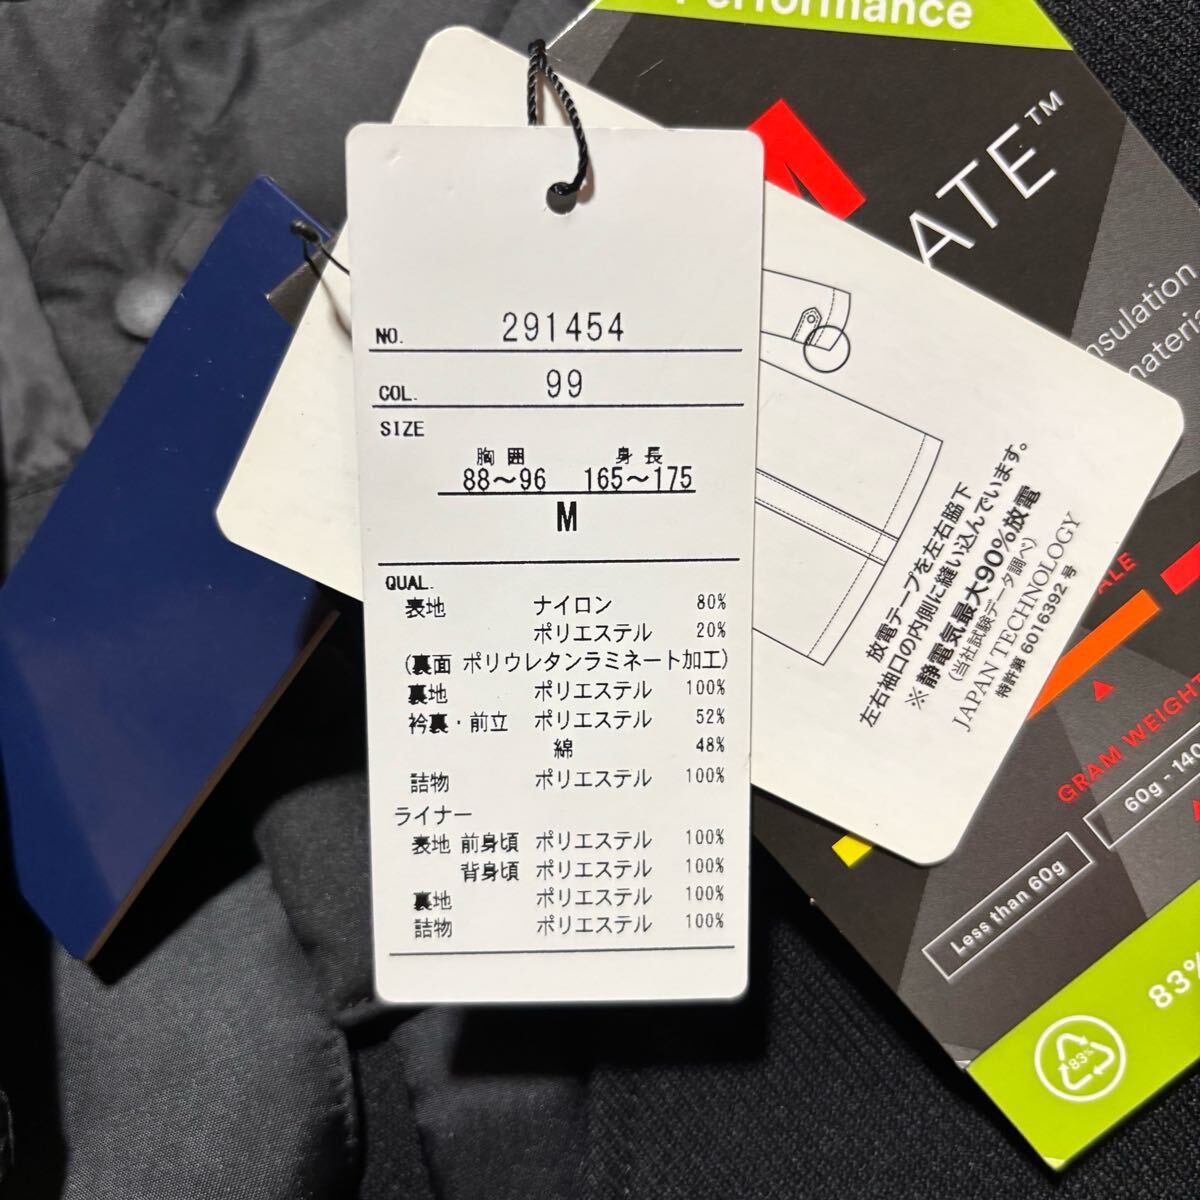 NO. 291454
COL. 99
SIZE
胸囲 身長
88～96 165～175
M
QUAL.
表地 ナイロン 80%
ポリエステル 20%
(裏面 ポリウレタンラミネート加工)
裏地 ポリエステル 100%
衿裏・前立 ポリエステル 52%
綿 48%
詰物 ポリエステル 100%
ライナー
表地 前身頃 ポリエステル 100%
背身頃 ポリエステル 100%
裏地 ポリエステル 100%
詰物 ポリエステル 100%
放電テープを左右脇下
左右袖口の内側に縫い込んでいます。
※静電気最大90%放電
(当社試験データ調べ)
JAPAN TECHNOLOGY
特許第 6016392 号
Performance
ATE™
GRAM WEIGHT
Less than 60g
60g - 140
83%
83%